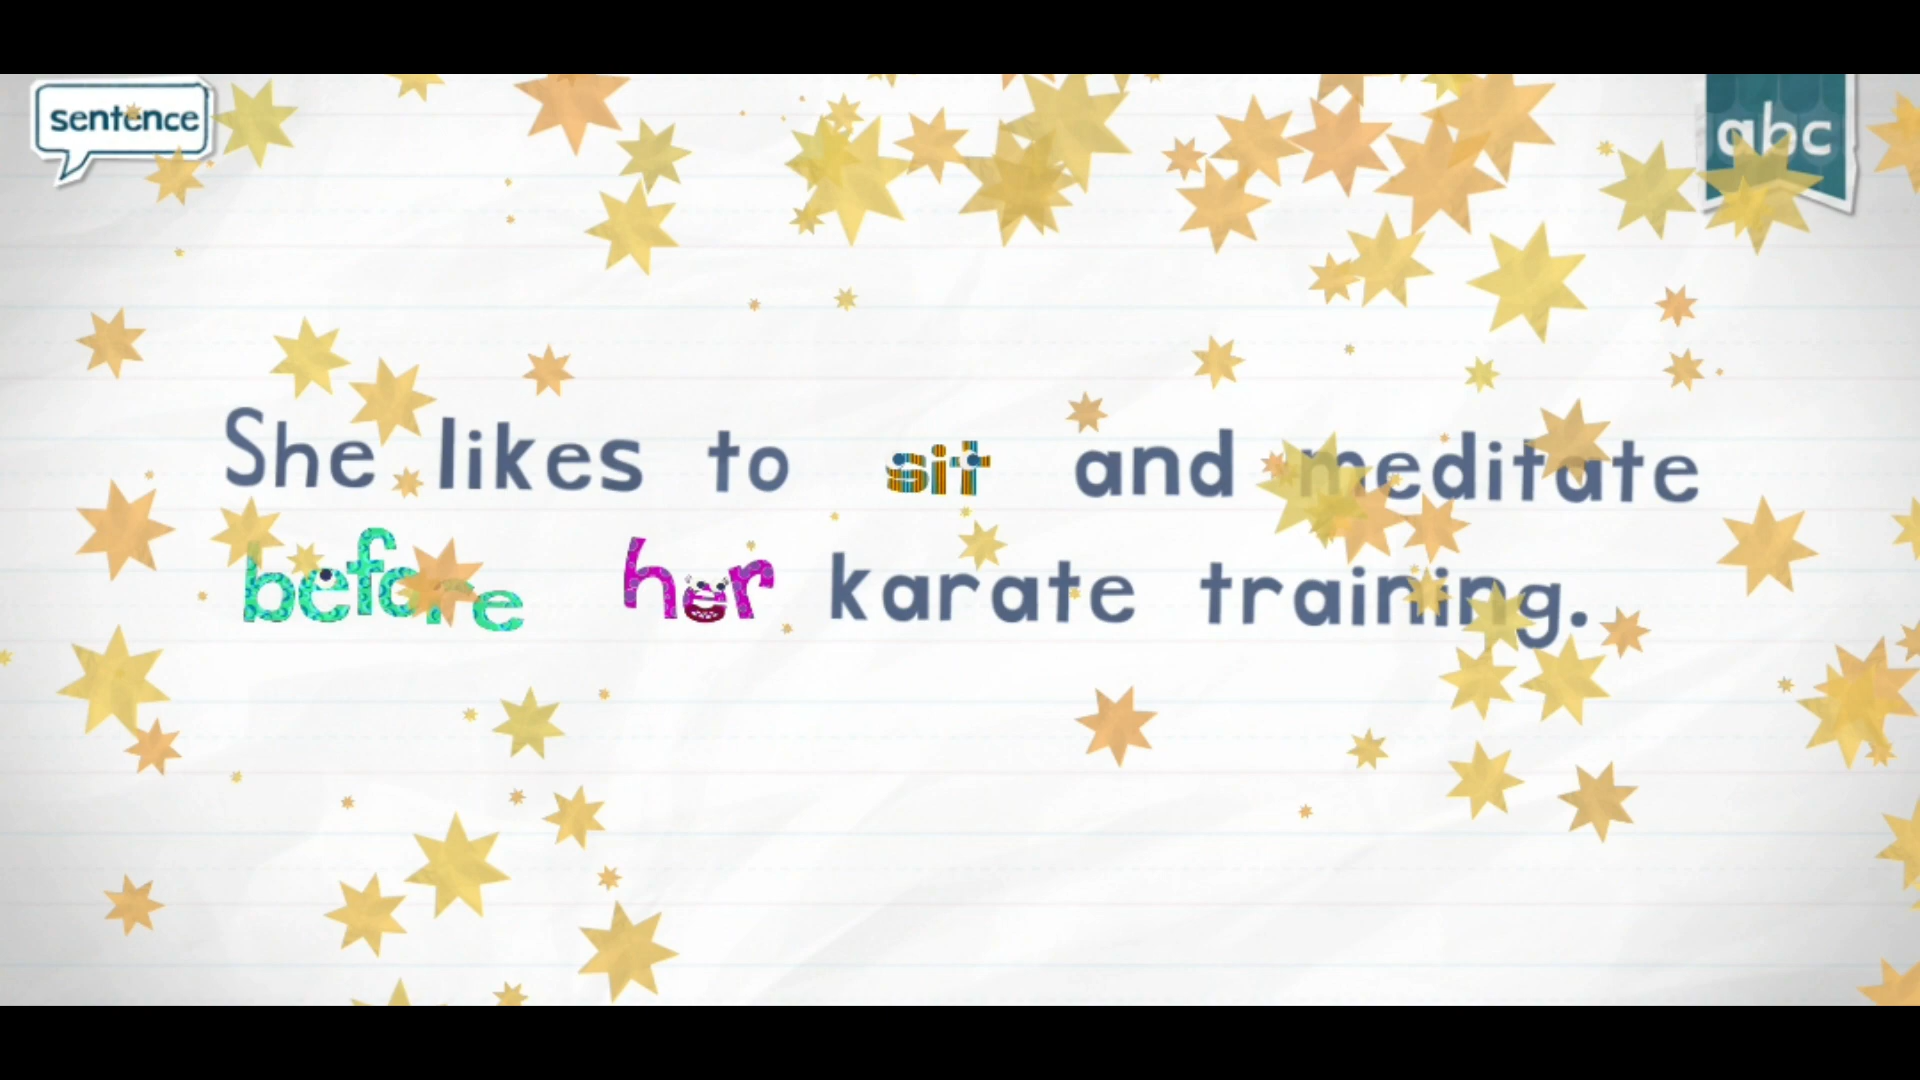 sentence
abc
She likes to sit and meditate
before her karate training.